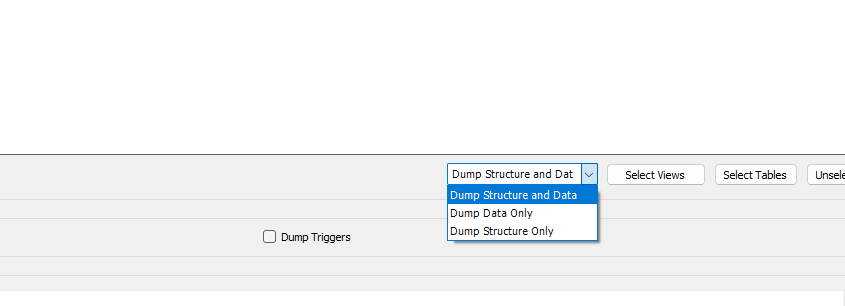 Dump Structure and Dat
Select Views
Select Tables
Unsele
Dump Structure and Data
Dump Data Only
Dump Structure Only
Dump Triggers